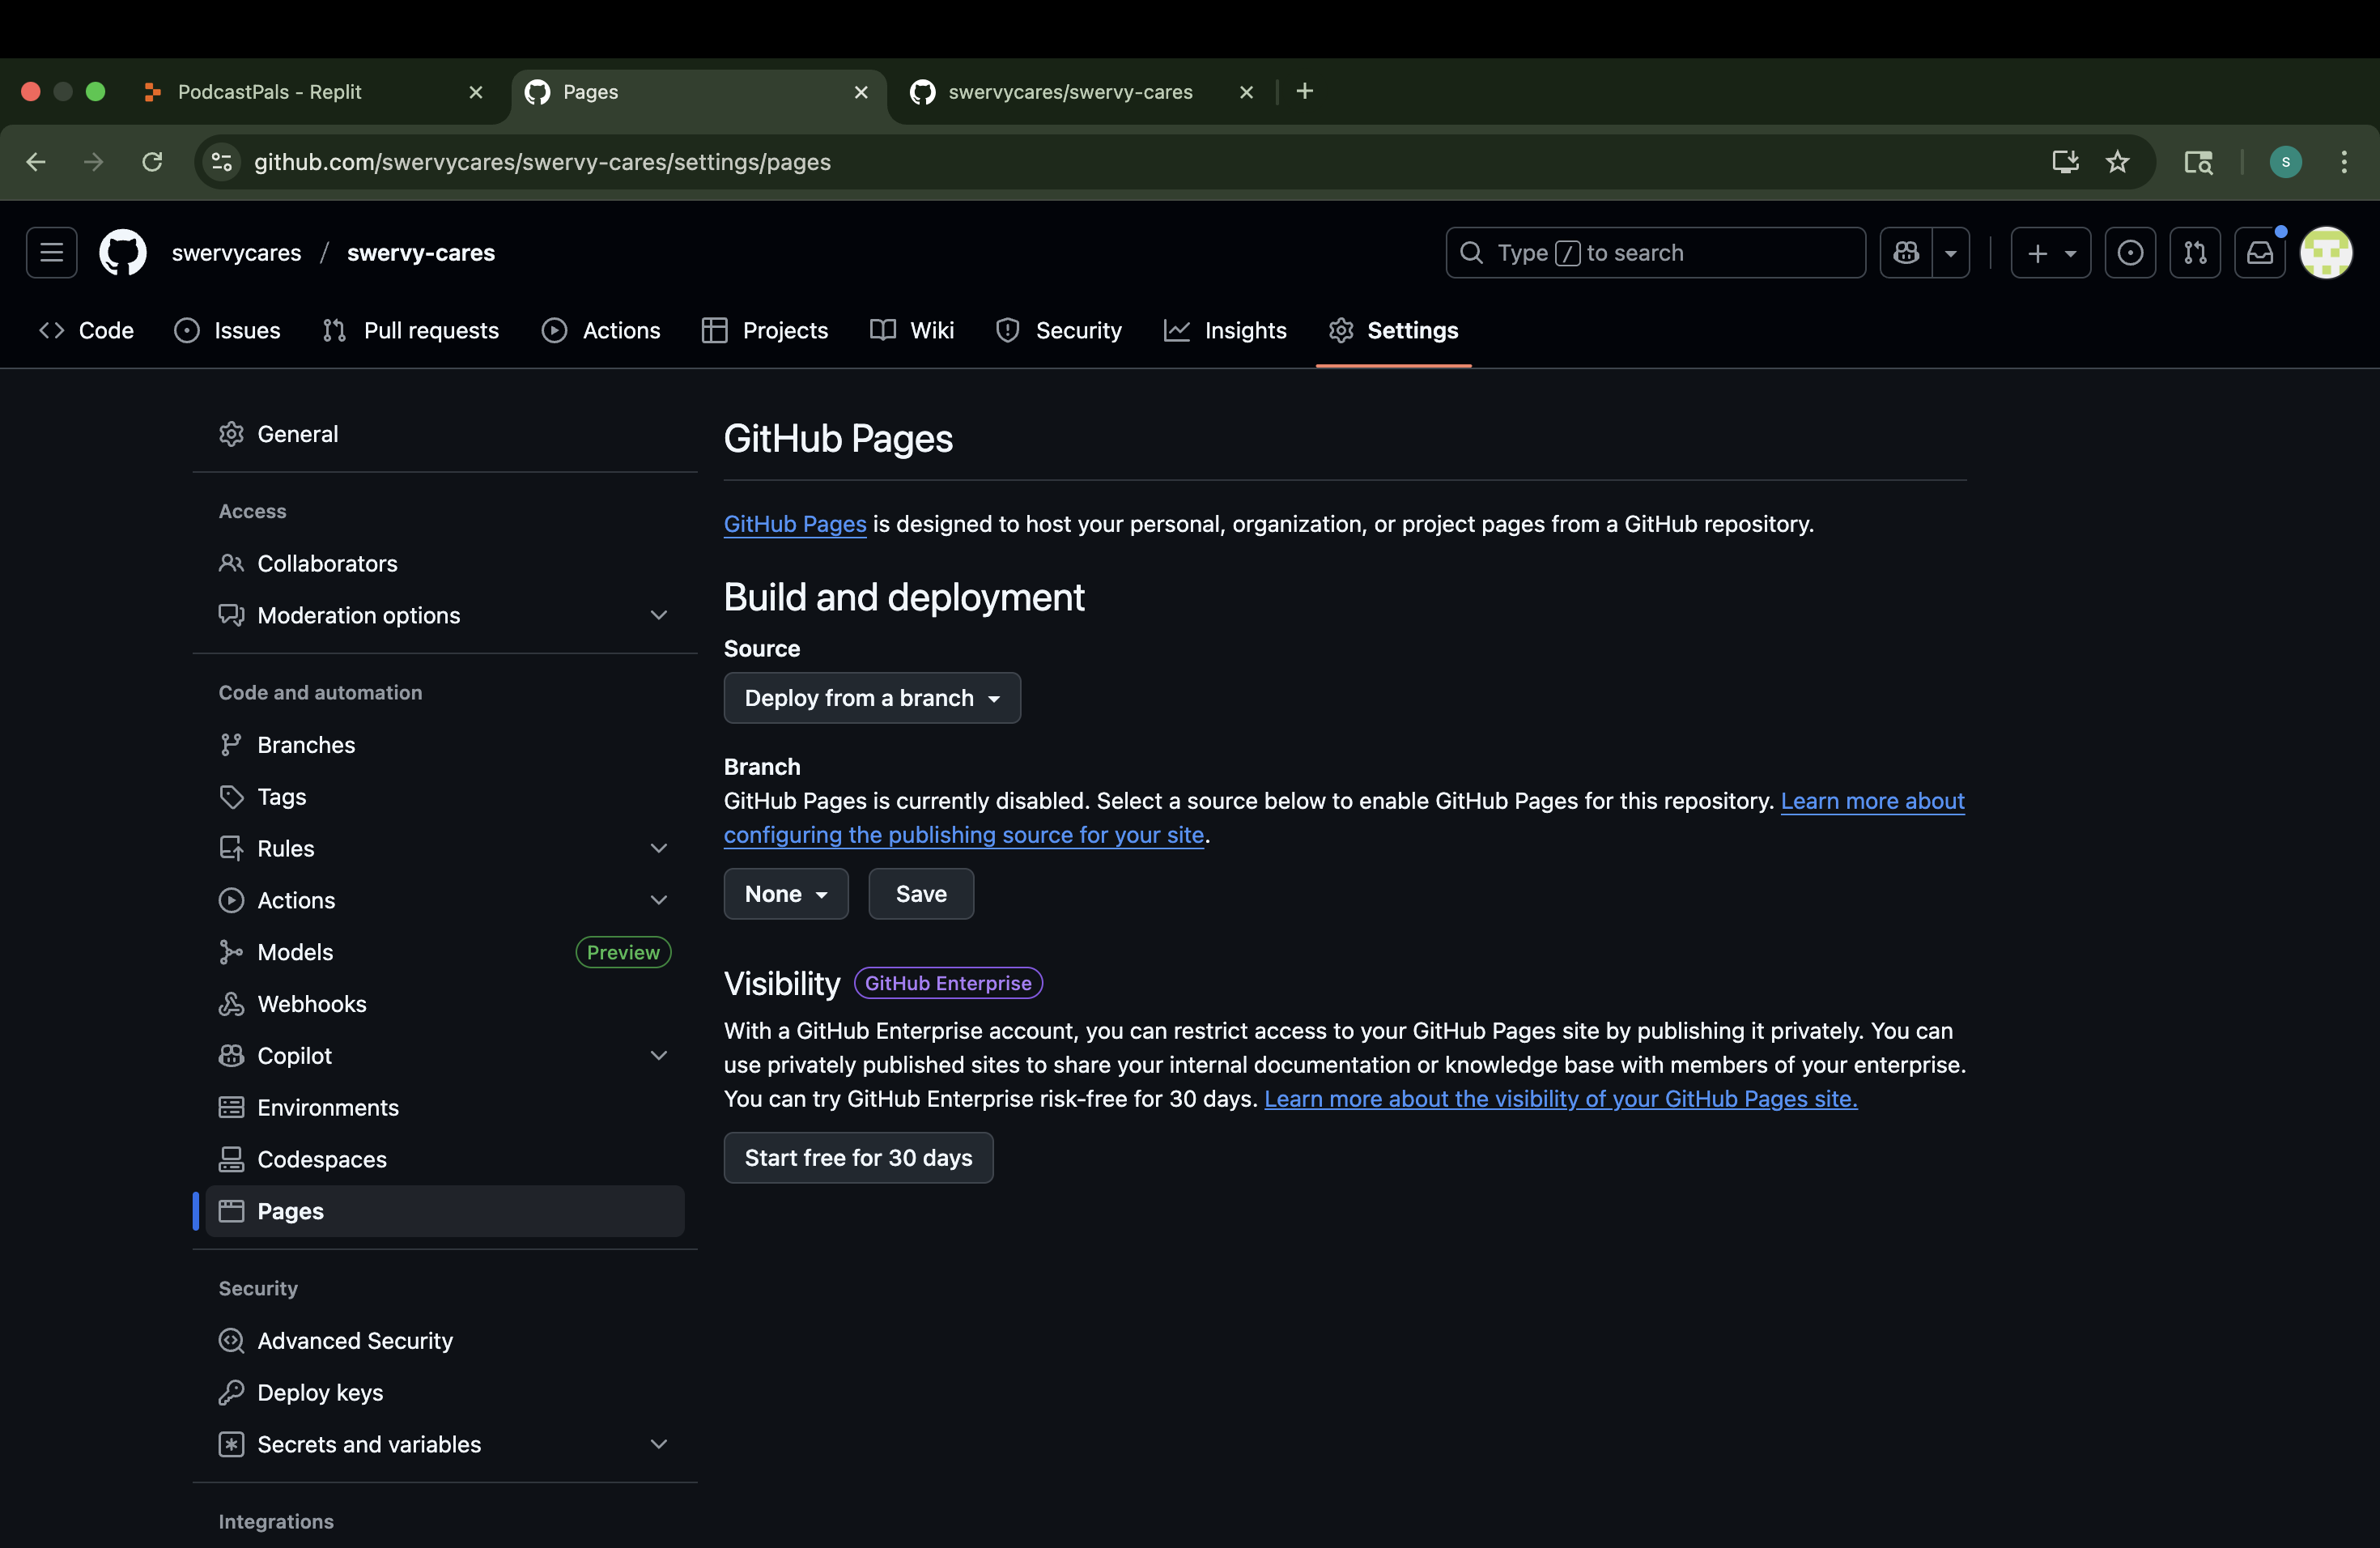 PodcastPals - Replit
Pages
swervycares/swervy-cares
github.com/swervycares/swervy-cares/settings/pages
S
swervycares / swervy-cares
Type / to search
Code
Issues
Pull requests
Actions
Projects
Wiki
Security
Insights
Settings
General
Access
Collaborators
Moderation options
Code and automation
Branches
Tags
Rules
Actions
Models
Preview
Webhooks
Copilot
Environments
Codespaces
Pages
Security
Advanced Security
Deploy keys
Secrets and variables
Integrations
GitHub Pages
GitHub Pages is designed to host your personal, organization, or project pages from a GitHub repository.
Build and deployment
Source
Deploy from a branch
Branch
GitHub Pages is currently disabled. Select a source below to enable GitHub Pages for this repository. Learn more about
configuring the publishing source for your site.
None
Save
Visibility
GitHub Enterprise
With a GitHub Enterprise account, you can restrict access to your GitHub Pages site by publishing it privately. You can
use privately published sites to share your internal documentation or knowledge base with members of your enterprise.
You can try GitHub Enterprise risk-free for 30 days. Learn more about the visibility of your GitHub Pages site.
Start free for 30 days